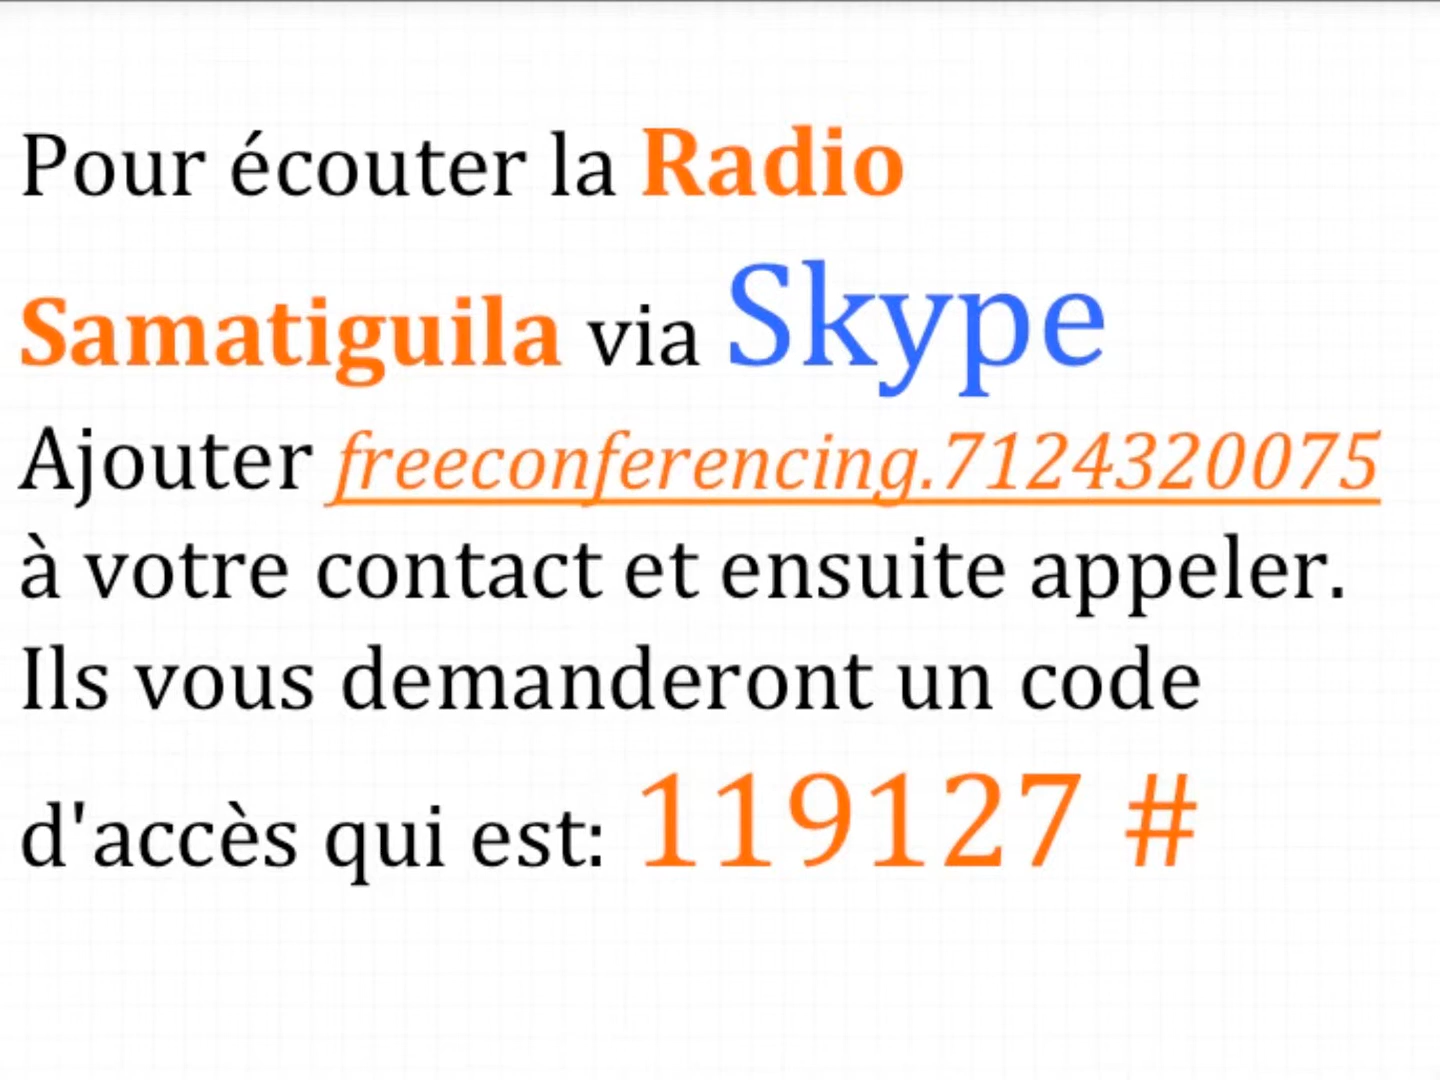 Pour écouter la Radio
Samatiguila via Skype
Ajouter freeconferencing.7124320075
à votre contact et ensuite appeler.
Ils vous demanderont un code
d'accès qui est: 119127 #